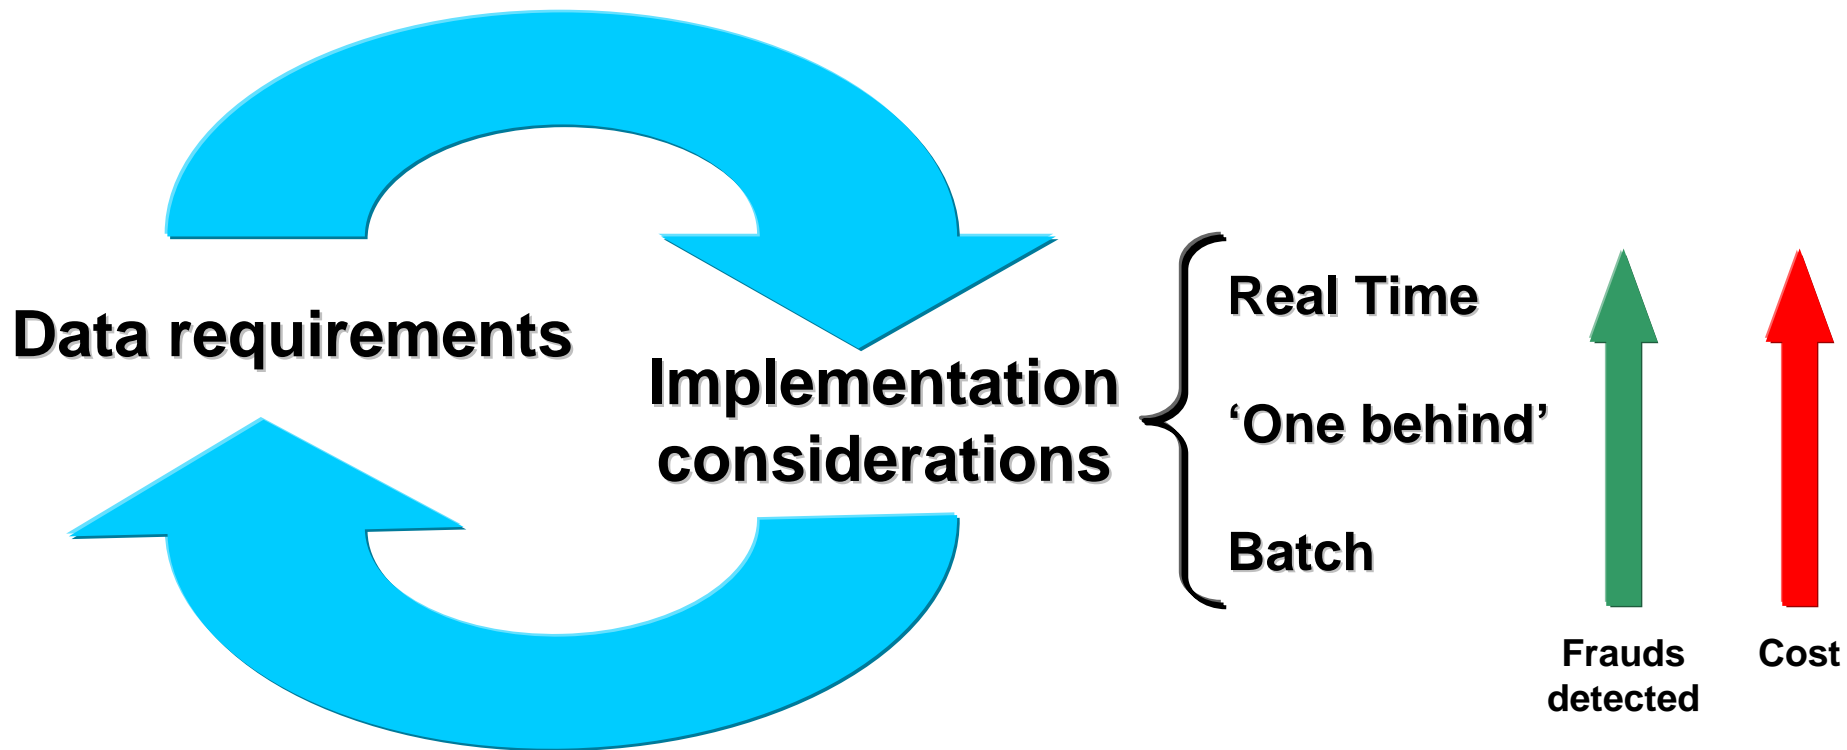 Data requirements
Implementation
considerations
Real Time
‘One behind’
Batch
Frauds
detected
Cost